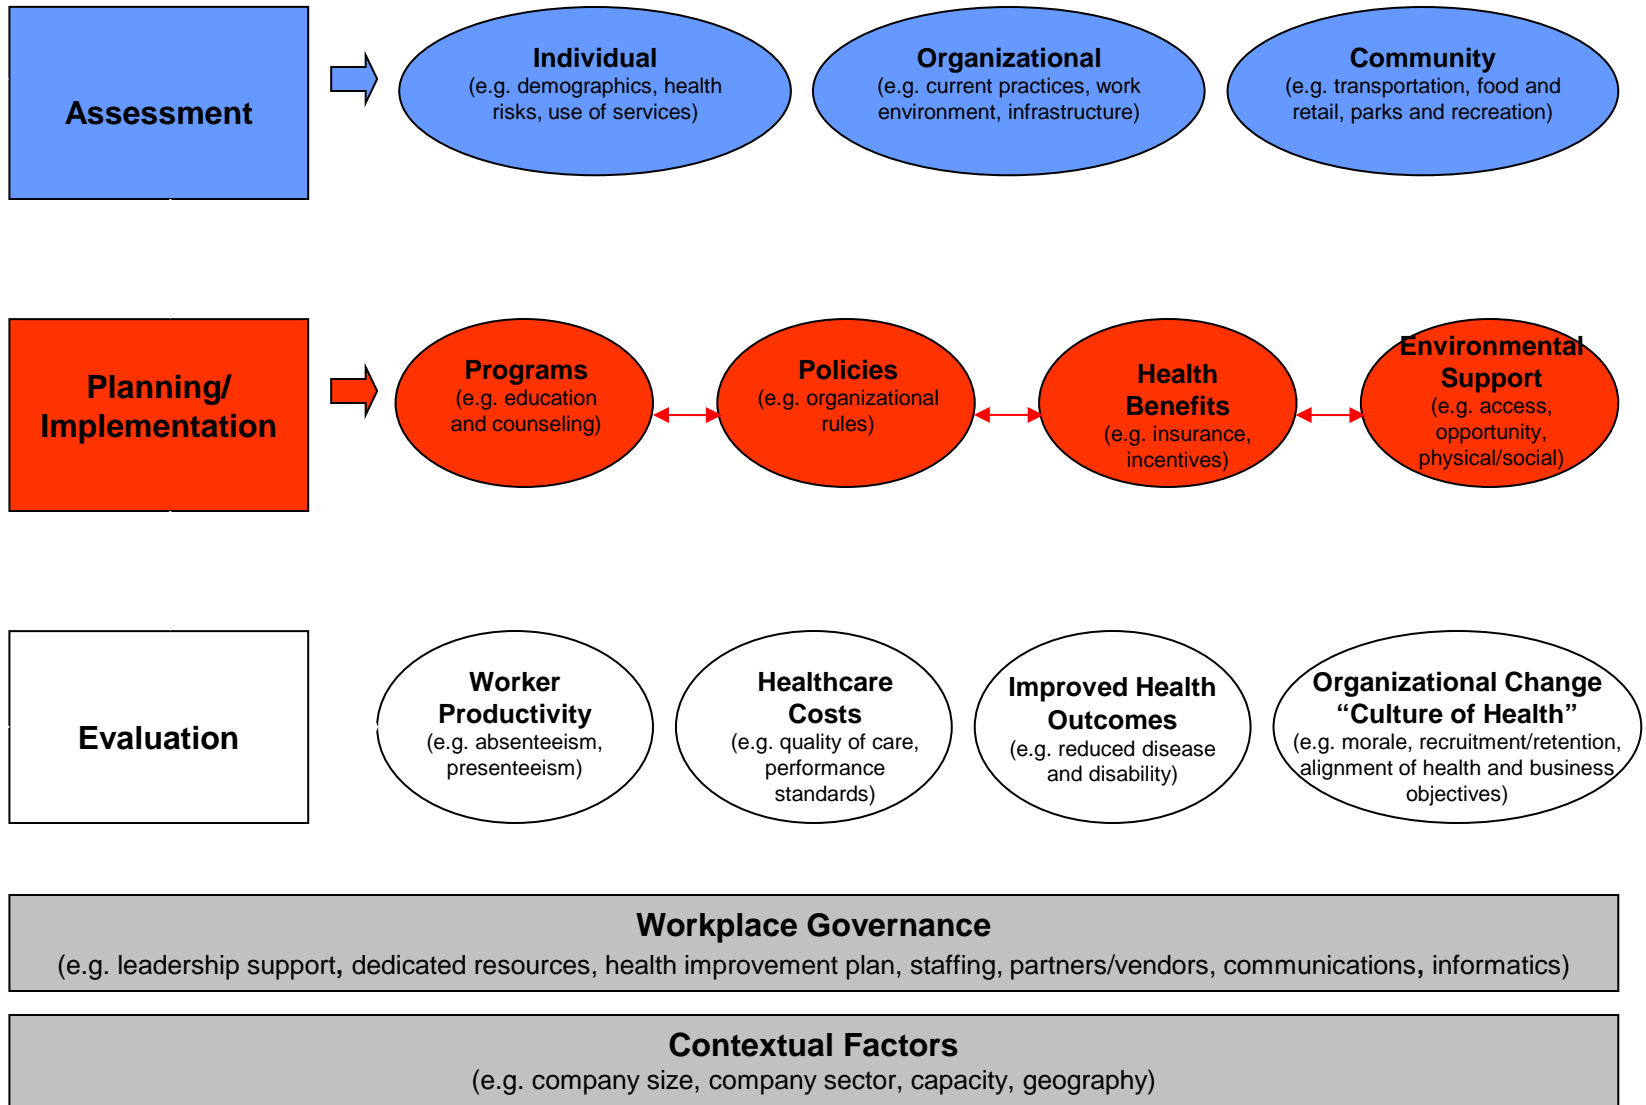 Assessment
Individual
(e.g. demographics, health
risks, use of services)
Organizational
(e.g. current practices, work
environment, infrastructure)
Community
(e.g. transportation, food and
retail, parks and recreation)
Planning/
Implementation
Programs
(e.g. education
and counseling)
Policies
(e.g. organizational
rules)
Health
Benefits
(e.g. insurance,
incentives)
Environmental
Support
(e.g. access,
opportunity,
physical/social)
Evaluation
Worker
Productivity
(e.g. absenteeism,
presenteeism)
Healthcare
Costs
(e.g. quality of care,
performance
standards)
Improved Health
Outcomes
(e.g. reduced disease
and disability)
Organizational Change
“Culture of Health”
(e.g. morale, recruitment/retention,
alignment of health and business
objectives)
Workplace Governance
(e.g. leadership support, dedicated resources, health improvement plan, staffing, partners/vendors, communications, informatics)
Contextual Factors
(e.g. company size, company sector, capacity, geography)